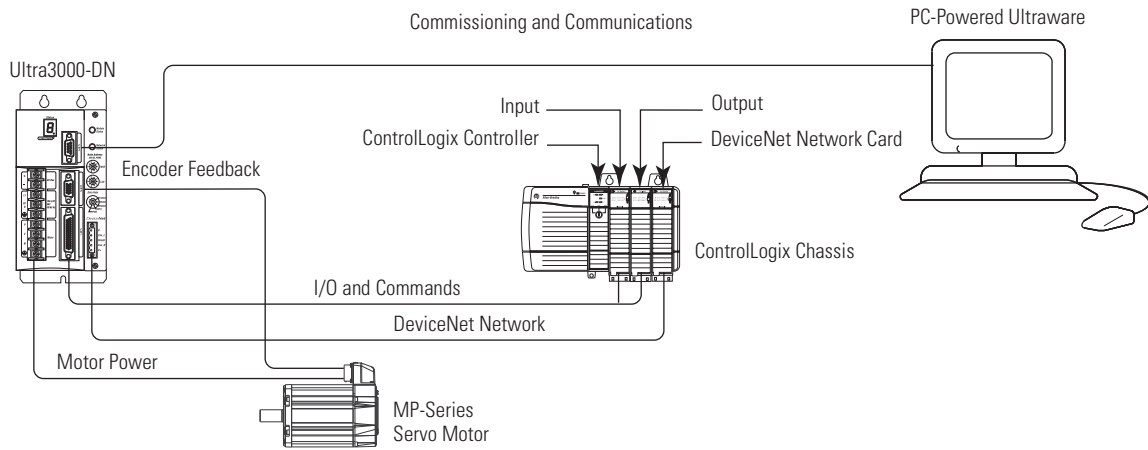 Commissioning and Communications
PC-Powered Ultraware
Ultra3000-DN
Input
Output
ControlLogix Controller
DeviceNet Network Card
Encoder Feedback
ControlLogix Chassis
I/O and Commands
DeviceNet Network
Motor Power
MP-Series
Servo Motor